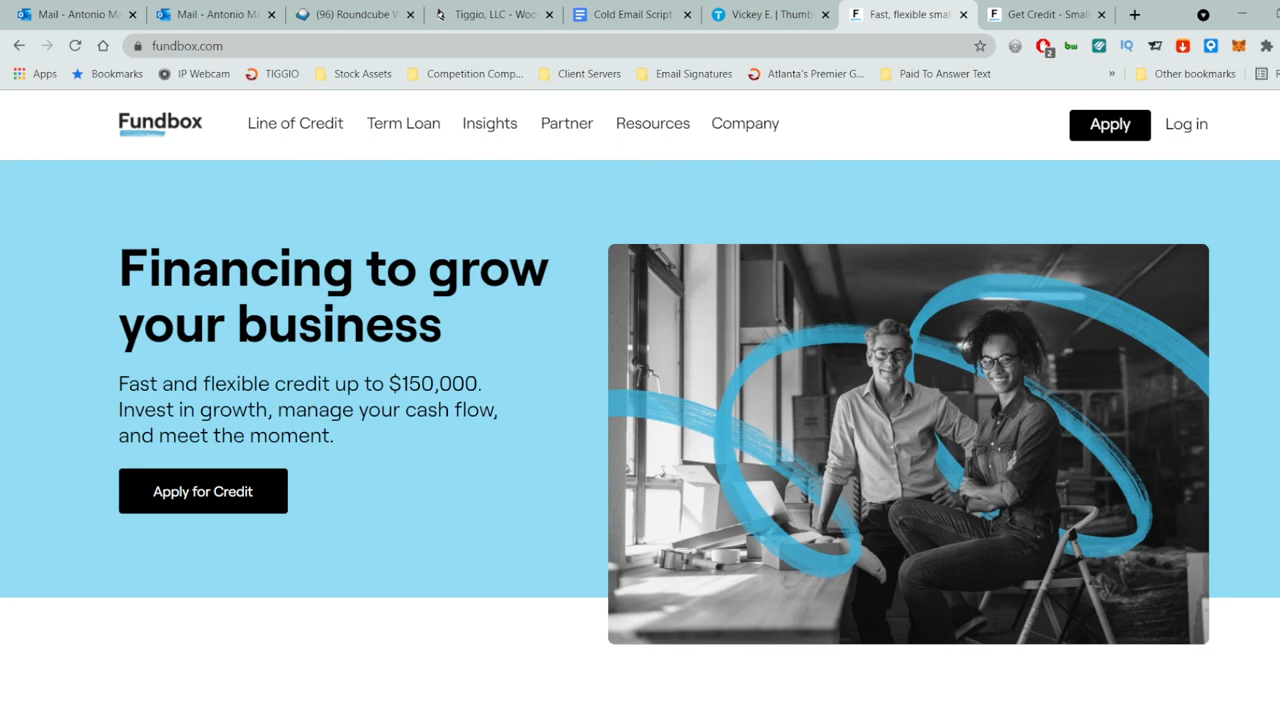 Mail - Antonio Ma
Mail - Antonio Ma
(96) Roundcube W
Tiggio, LLC - Woo
Cold Email Script
Vickey E. | Thumb
Fast, flexible smal
Get Credit - Smal
fundbox.com
2
Apps
Bookmarks
IP Webcam
TIGGIO
Stock Assets
Competition Comp...
Client Servers
Email Signatures
Atlanta's Premier G...
Paid To Answer Text
»
Other bookmarks
Fundbox
Line of Credit
Term Loan
Insights
Partner
Resources
Company
Apply
Log in
Financing to grow
your business
Fast and flexible credit up to $150,000.
Invest in growth, manage your cash flow,
and meet the moment.
Apply for Credit